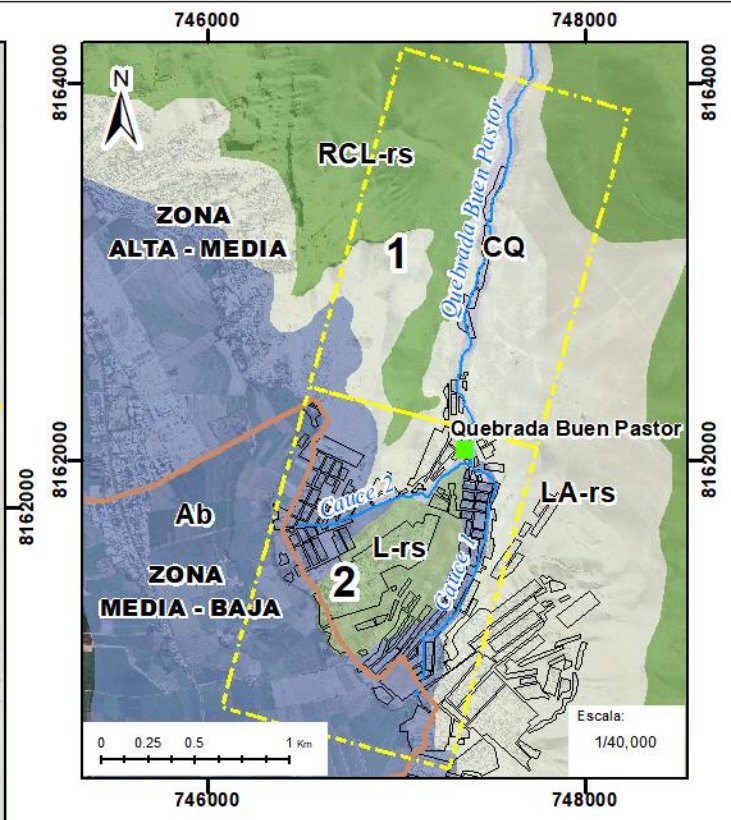 746000
748000
8164000
8164000
N
RCL-rs
Quebrada Buen Pastor
ZONA
ALTA - MEDIA
1
CQ
Quebrada Buen Pastor
8162000
8162000
8162000
Cauce 2
LA-rs
Ab
L-rs
ZONA
MEDIA - BAJA
2
Cauce 1
Escala:
1/40,000
0 0.25 0.5 1 Km
746000
748000